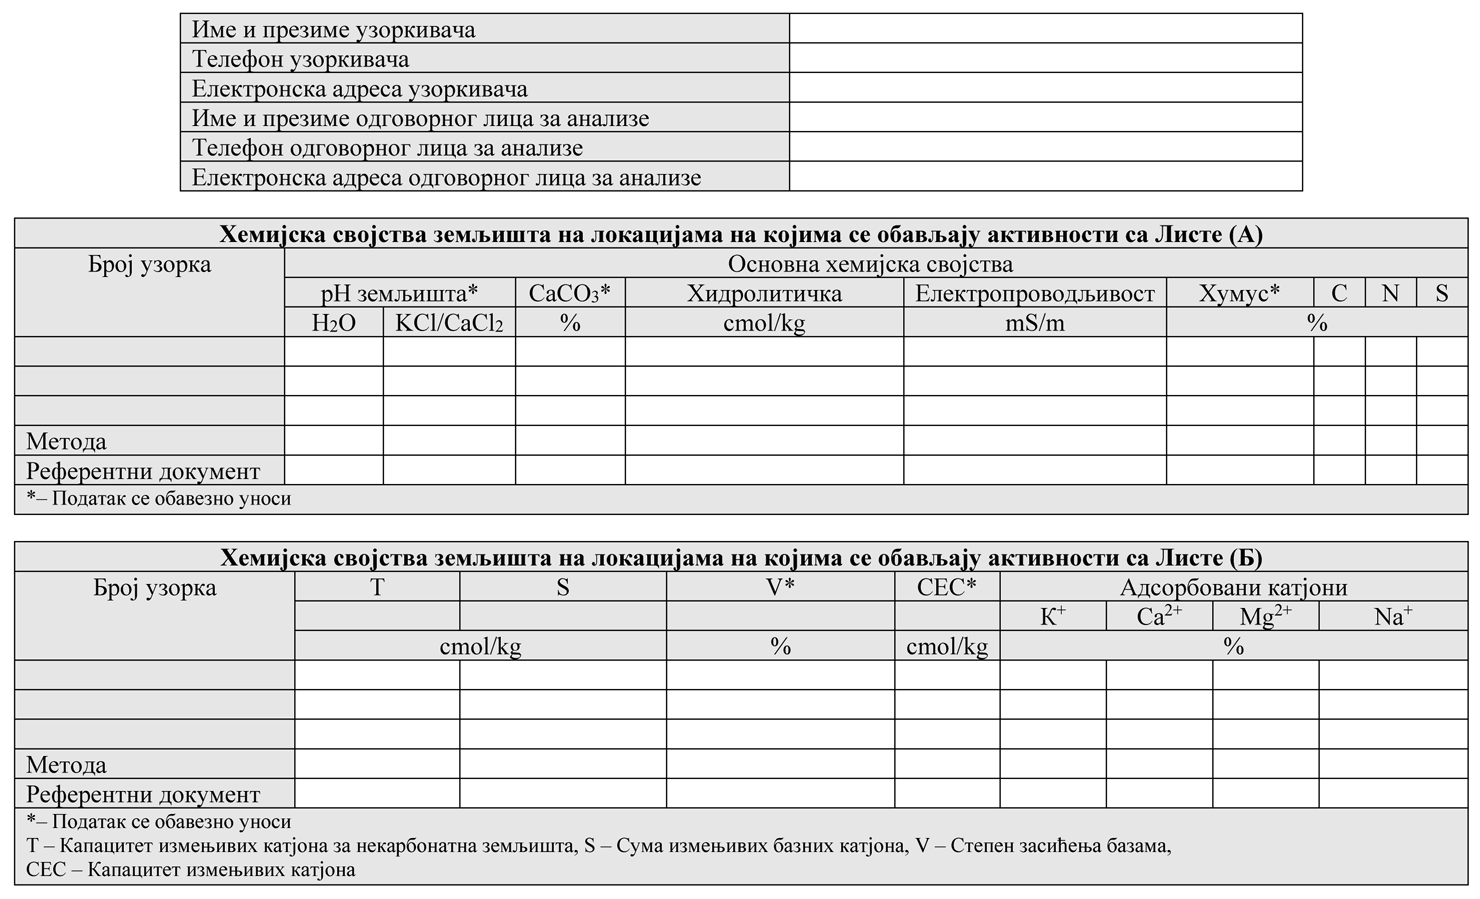 Име и презиме узоркивача
Телефон узоркивача
Електронска адреса узоркивача
Име и презиме одговорног лица за анализе
Телефон одговорног лица за анализе
Електронска адреса одговорног лица за анализе
Хемијска својства земљишта на локацијама на којима се обављају активности са Листе (А)
Број узорка Основна хемијска својства
pH земљишта* CaCO₃* Хидролитичка Електропроводљивост Хумус* C N S
H₂O KCl/CaCl₂ % cmol/kg mS/m %
Метода
Референтни документ
*– Податак се обавезно уноси
Хемијска својства земљишта на локацијама на којима се обављају активности са Листе (Б)
Број узорка T S V* CEC* Адсорбовани катјони
K⁺ Ca²⁺ Mg²⁺ Na⁺
cmol/kg % cmol/kg %
Метода
Референтни документ
*– Податак се обавезно уноси
T – Капацитет измењивих катјона за некарбонатна земљишта, S – Сума измењивих базних катјона, V – Степен засићења базама,
CEC – Капацитет измењивих катјона